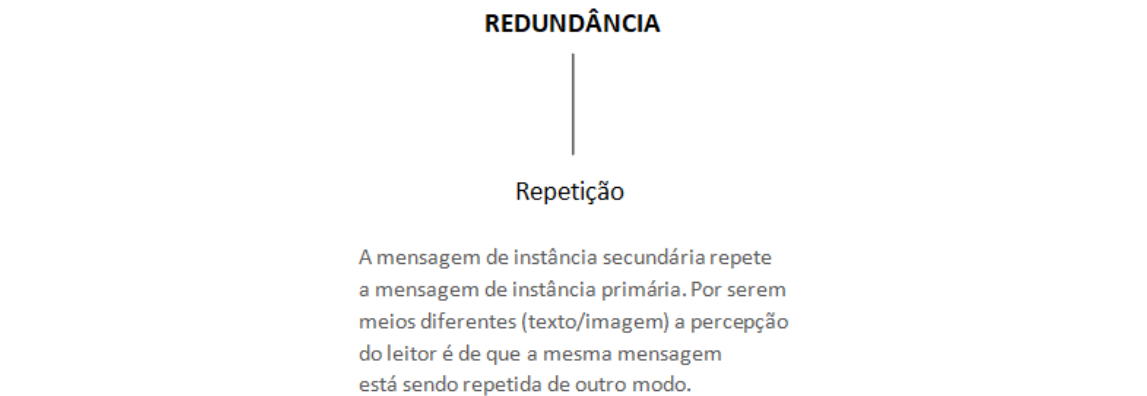 REDUNDÂNCIA
Repetição
A mensagem de instância secundária repete
a mensagem de instância primária. Por serem
meios diferentes (texto/imagem) a percepção
do leitor é de que a mesma mensagem
está sendo repetida de outro modo.